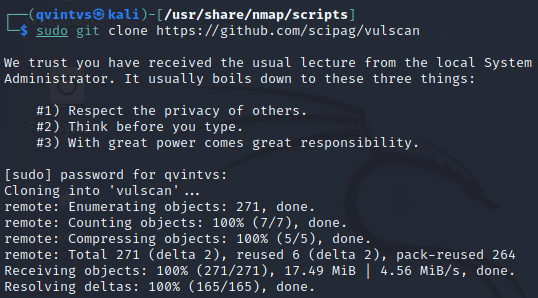 ┌──(qvintvs㉿kali)-[/usr/share/nmap/scripts]
└─$ sudo git clone https://github.com/scipag/vulscan
We trust you have received the usual lecture from the local System
Administrator. It usually boils down to these three things:
#1) Respect the privacy of others.
#2) Think before you type.
#3) With great power comes great responsibility.
[sudo] password for qvintvs:
Cloning into 'vulscan'...
remote: Enumerating objects: 271, done.
remote: Counting objects: 100% (7/7), done.
remote: Compressing objects: 100% (5/5), done.
remote: Total 271 (delta 2), reused 6 (delta 2), pack-reused 264
Receiving objects: 100% (271/271), 17.49 MiB | 4.56 MiB/s, done.
Resolving deltas: 100% (165/165), done.